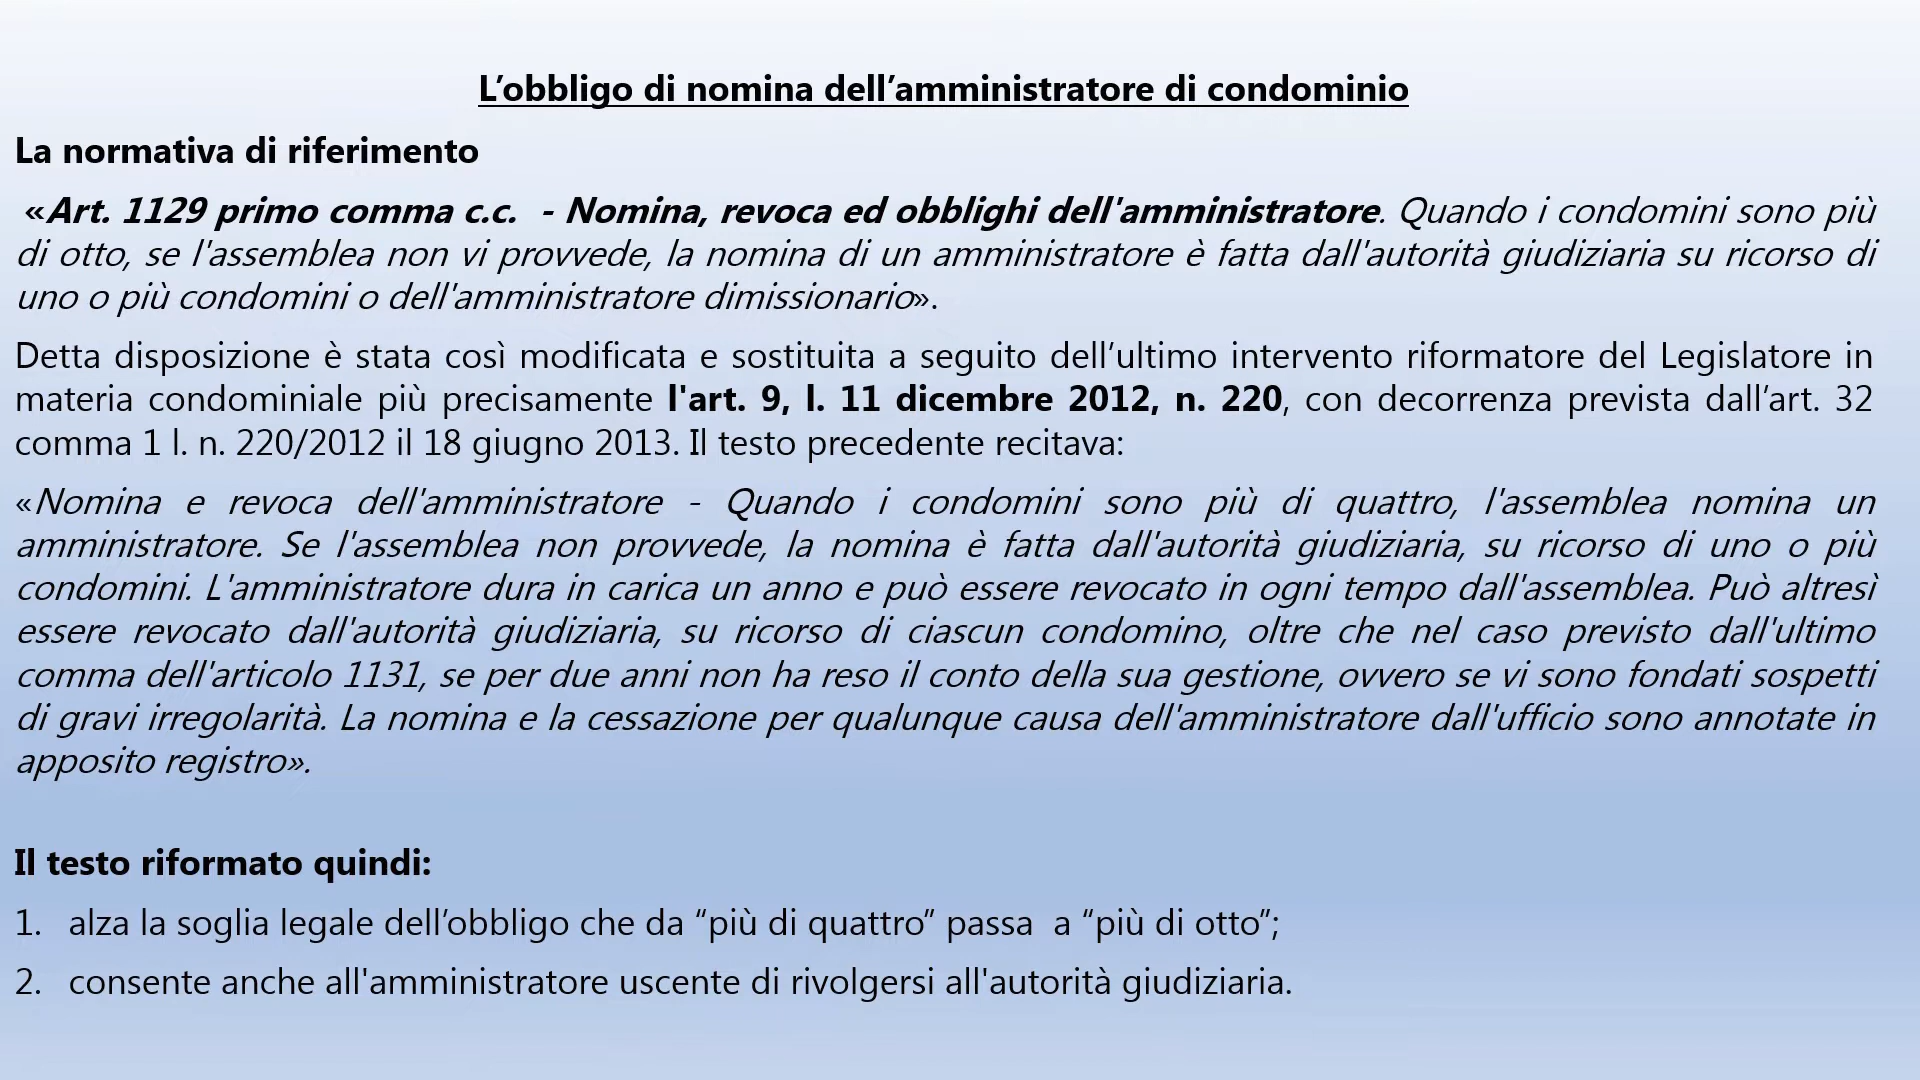 L’obbligo di nomina dell’amministratore di condominio
La normativa di riferimento
«Art. 1129 primo comma c.c.  - Nomina, revoca ed obblighi dell'amministratore. Quando i condomini sono più
di otto, se l'assemblea non vi provvede, la nomina di un amministratore è fatta dall'autorità giudiziaria su ricorso di
uno o più condomini o dell'amministratore dimissionario».
Detta disposizione è stata così modificata e sostituita a seguito dell’ultimo intervento riformatore del Legislatore in
materia condominiale più precisamente l'art. 9, l. 11 dicembre 2012, n. 220, con decorrenza prevista dall’art. 32
comma 1 l. n. 220/2012 il 18 giugno 2013. Il testo precedente recitava:
«Nomina e revoca dell'amministratore - Quando i condomini sono più di quattro, l'assemblea nomina un
amministratore. Se l'assemblea non provvede, la nomina è fatta dall'autorità giudiziaria, su ricorso di uno o più
condomini. L'amministratore dura in carica un anno e può essere revocato in ogni tempo dall'assemblea. Può altresì
essere revocato dall'autorità giudiziaria, su ricorso di ciascun condomino, oltre che nel caso previsto dall'ultimo
comma dell'articolo 1131, se per due anni non ha reso il conto della sua gestione, ovvero se vi sono fondati sospetti
di gravi irregolarità. La nomina e la cessazione per qualunque causa dell'amministratore dall'ufficio sono annotate in
apposito registro».
Il testo riformato quindi:
1. alza la soglia legale dell’obbligo che da “più di quattro” passa  a “più di otto”;
2. consente anche all'amministratore uscente di rivolgersi all'autorità giudiziaria.